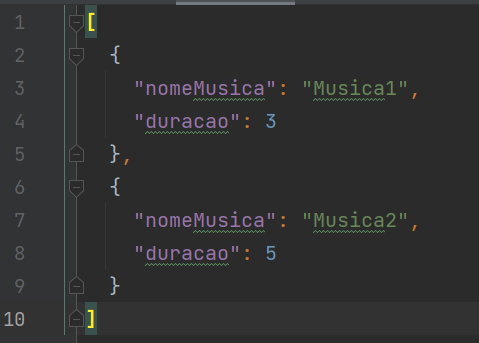 1 [
2   {
3     "nomeMusica": "Musica1",
4     "duracao": 3
5   },
6   {
7     "nomeMusica": "Musica2",
8     "duracao": 5
9   }
10 ]